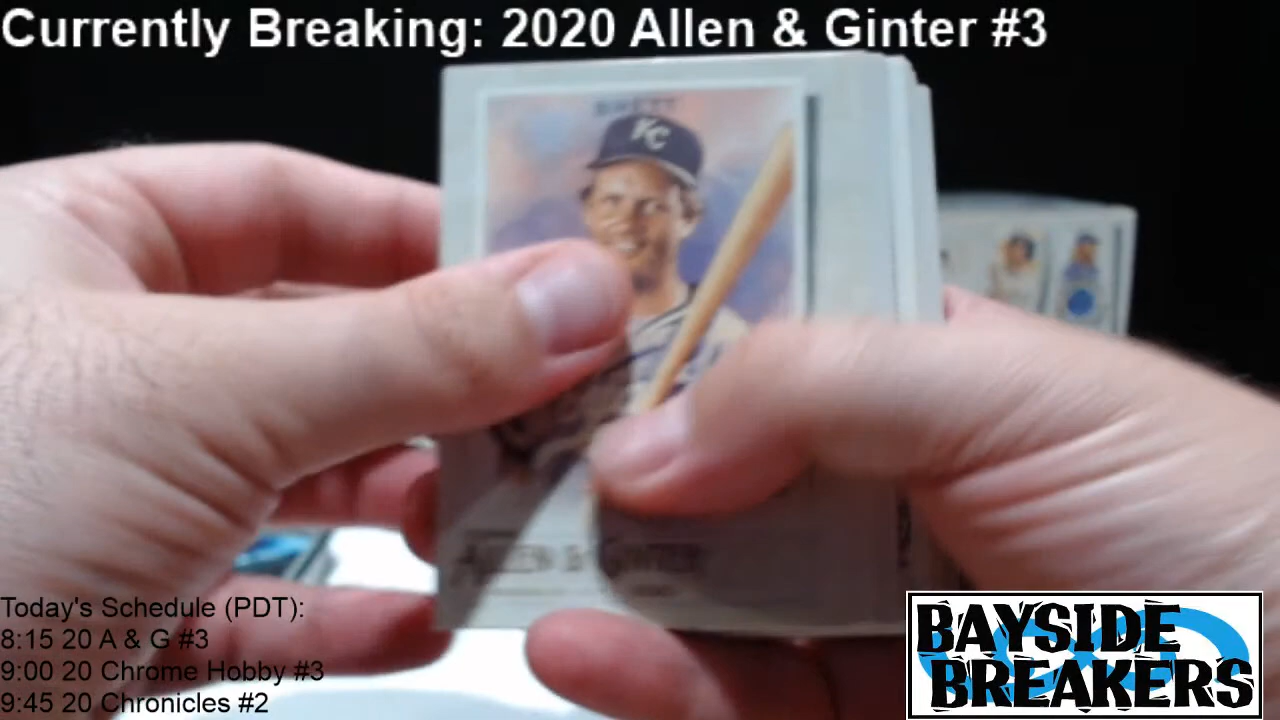 Currently Breaking: 2020 Allen & Ginter #3
BRETT
KC
ALLEN & GINTER
Today's Schedule (PDT):
8:15 20 A & G #3
9:00 20 Chrome Hobby #3
9:45 20 Chronicles #2
BAYSIDE
BREAKERS